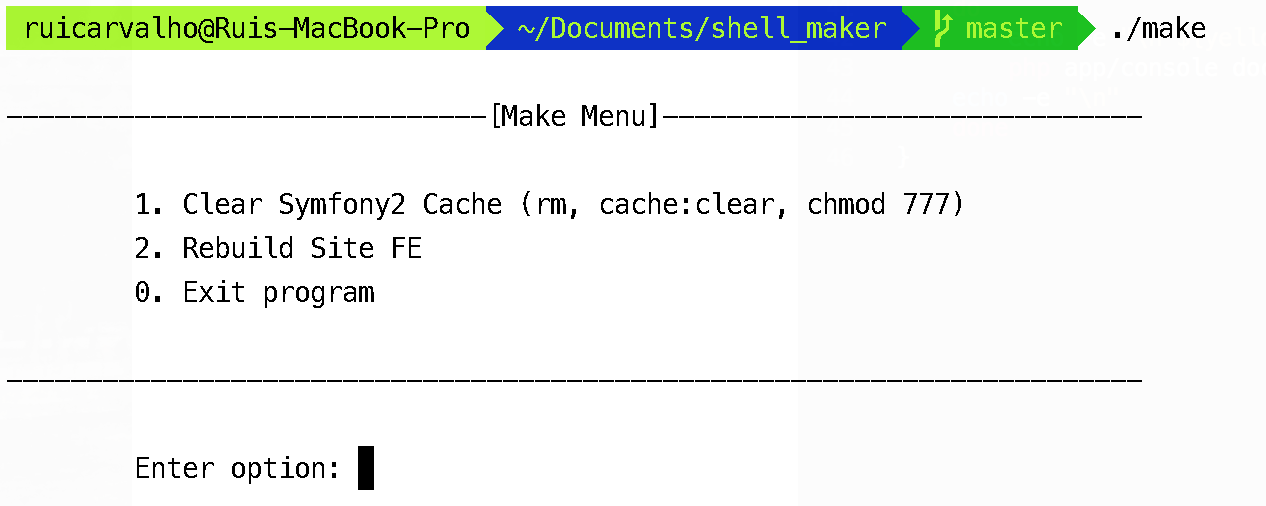 ruicarvalho@Ruis-MacBook-Pro ~/Documents/shell_maker master ./make
------------------------------[Make Menu]------------------------------
1. Clear Symfony2 Cache (rm, cache:clear, chmod 777)
2. Rebuild Site FE
0. Exit program
-----------------------------------------------------------------------
Enter option: